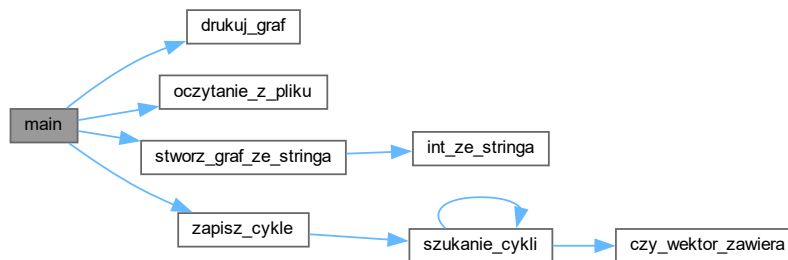 drukuj_graf
oczytanie_z_pliku
main
stworz_graf_ze_stringa
int_ze_stringa
zapisz_cykle
szukanie_cykli
czy_wektor_zawiera